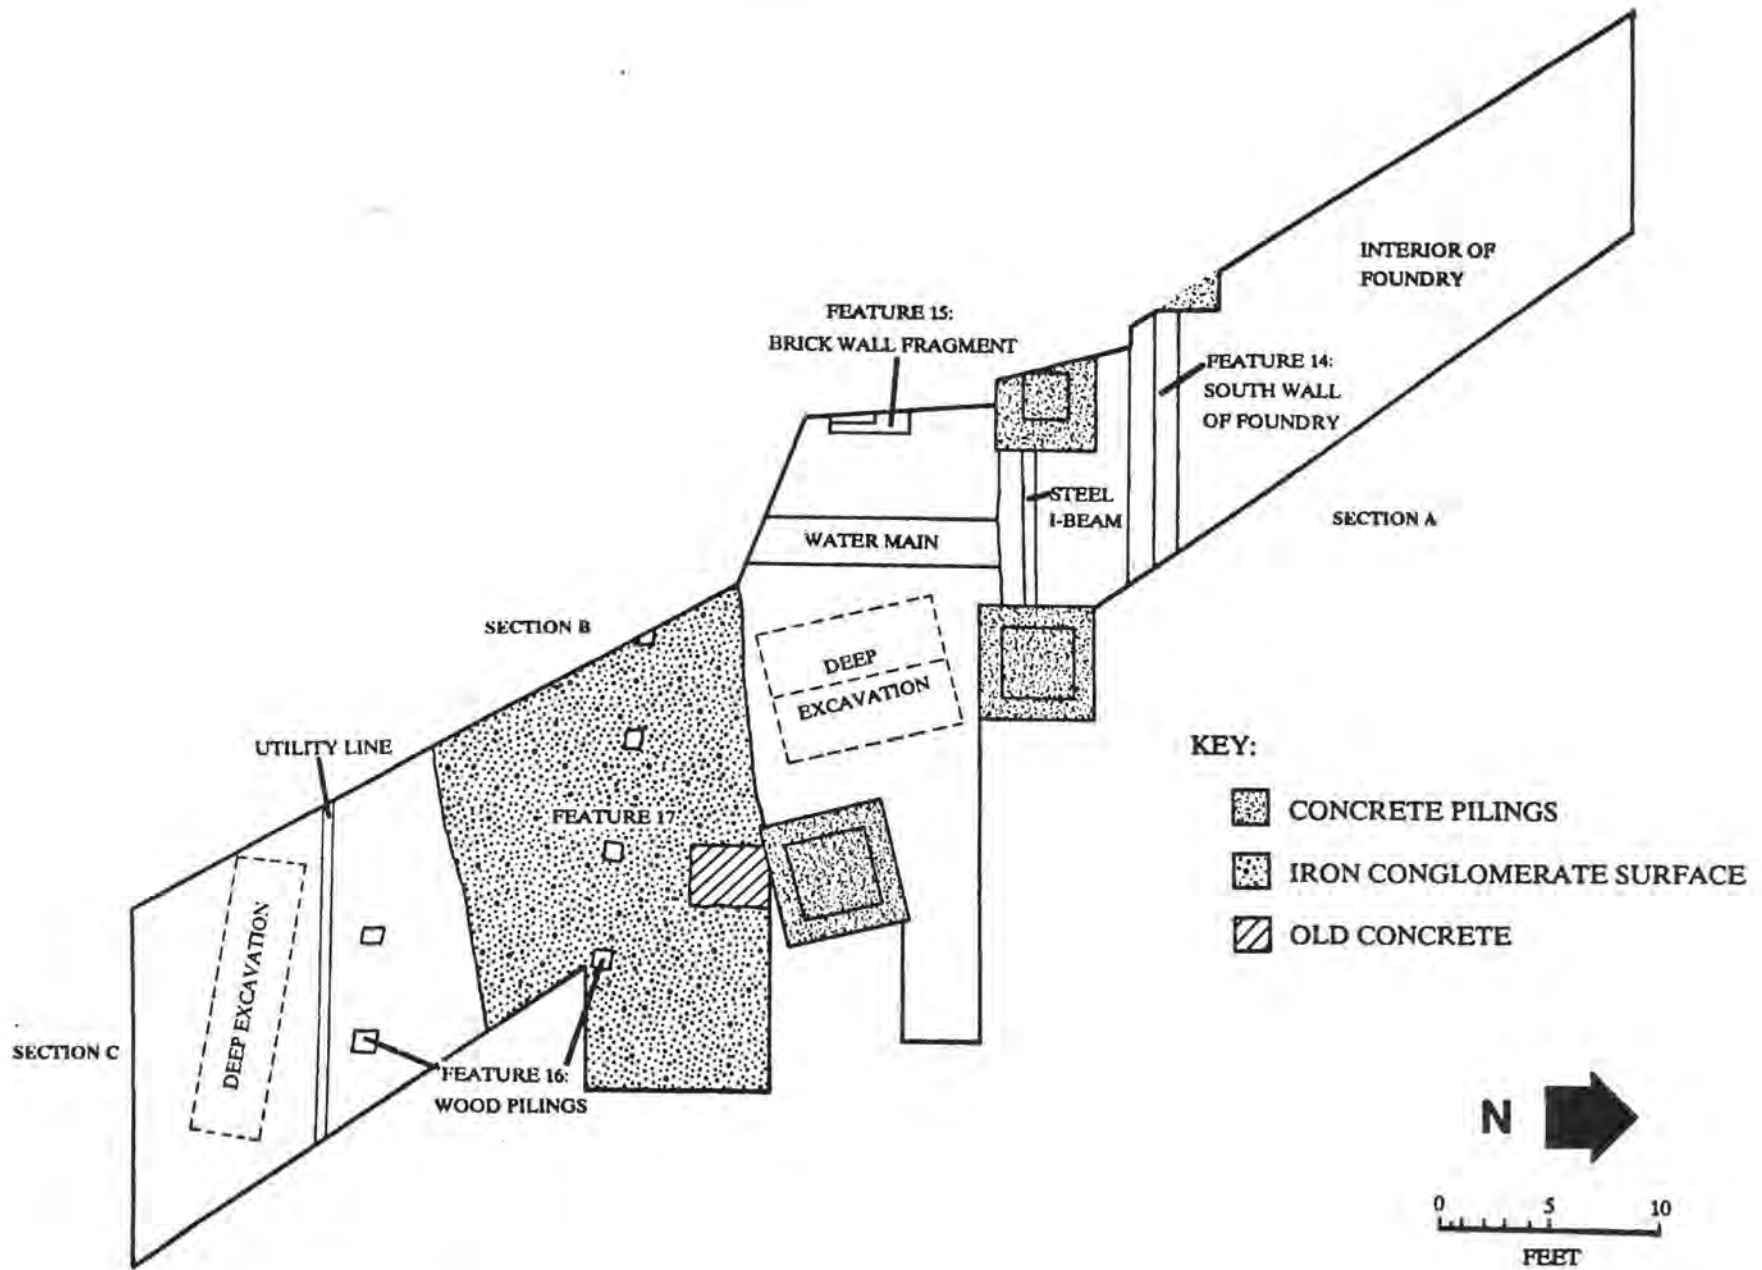 INTERIOR OF
FOUNDRY
FEATURE 15:
BRICK WALL FRAGMENT
FEATURE 14:
SOUTH WALL
OF FOUNDRY
STEEL
I-BEAM
SECTION A
WATER MAIN
SECTION B
DEEP
EXCAVATION
UTILITY LINE
FEATURE 17
KEY:
CONCRETE PILINGS
IRON CONGLOMERATE SURFACE
OLD CONCRETE
DEEP EXCAVATION
SECTION C
FEATURE 16:
WOOD PILINGS
N
0 5 10
FEET